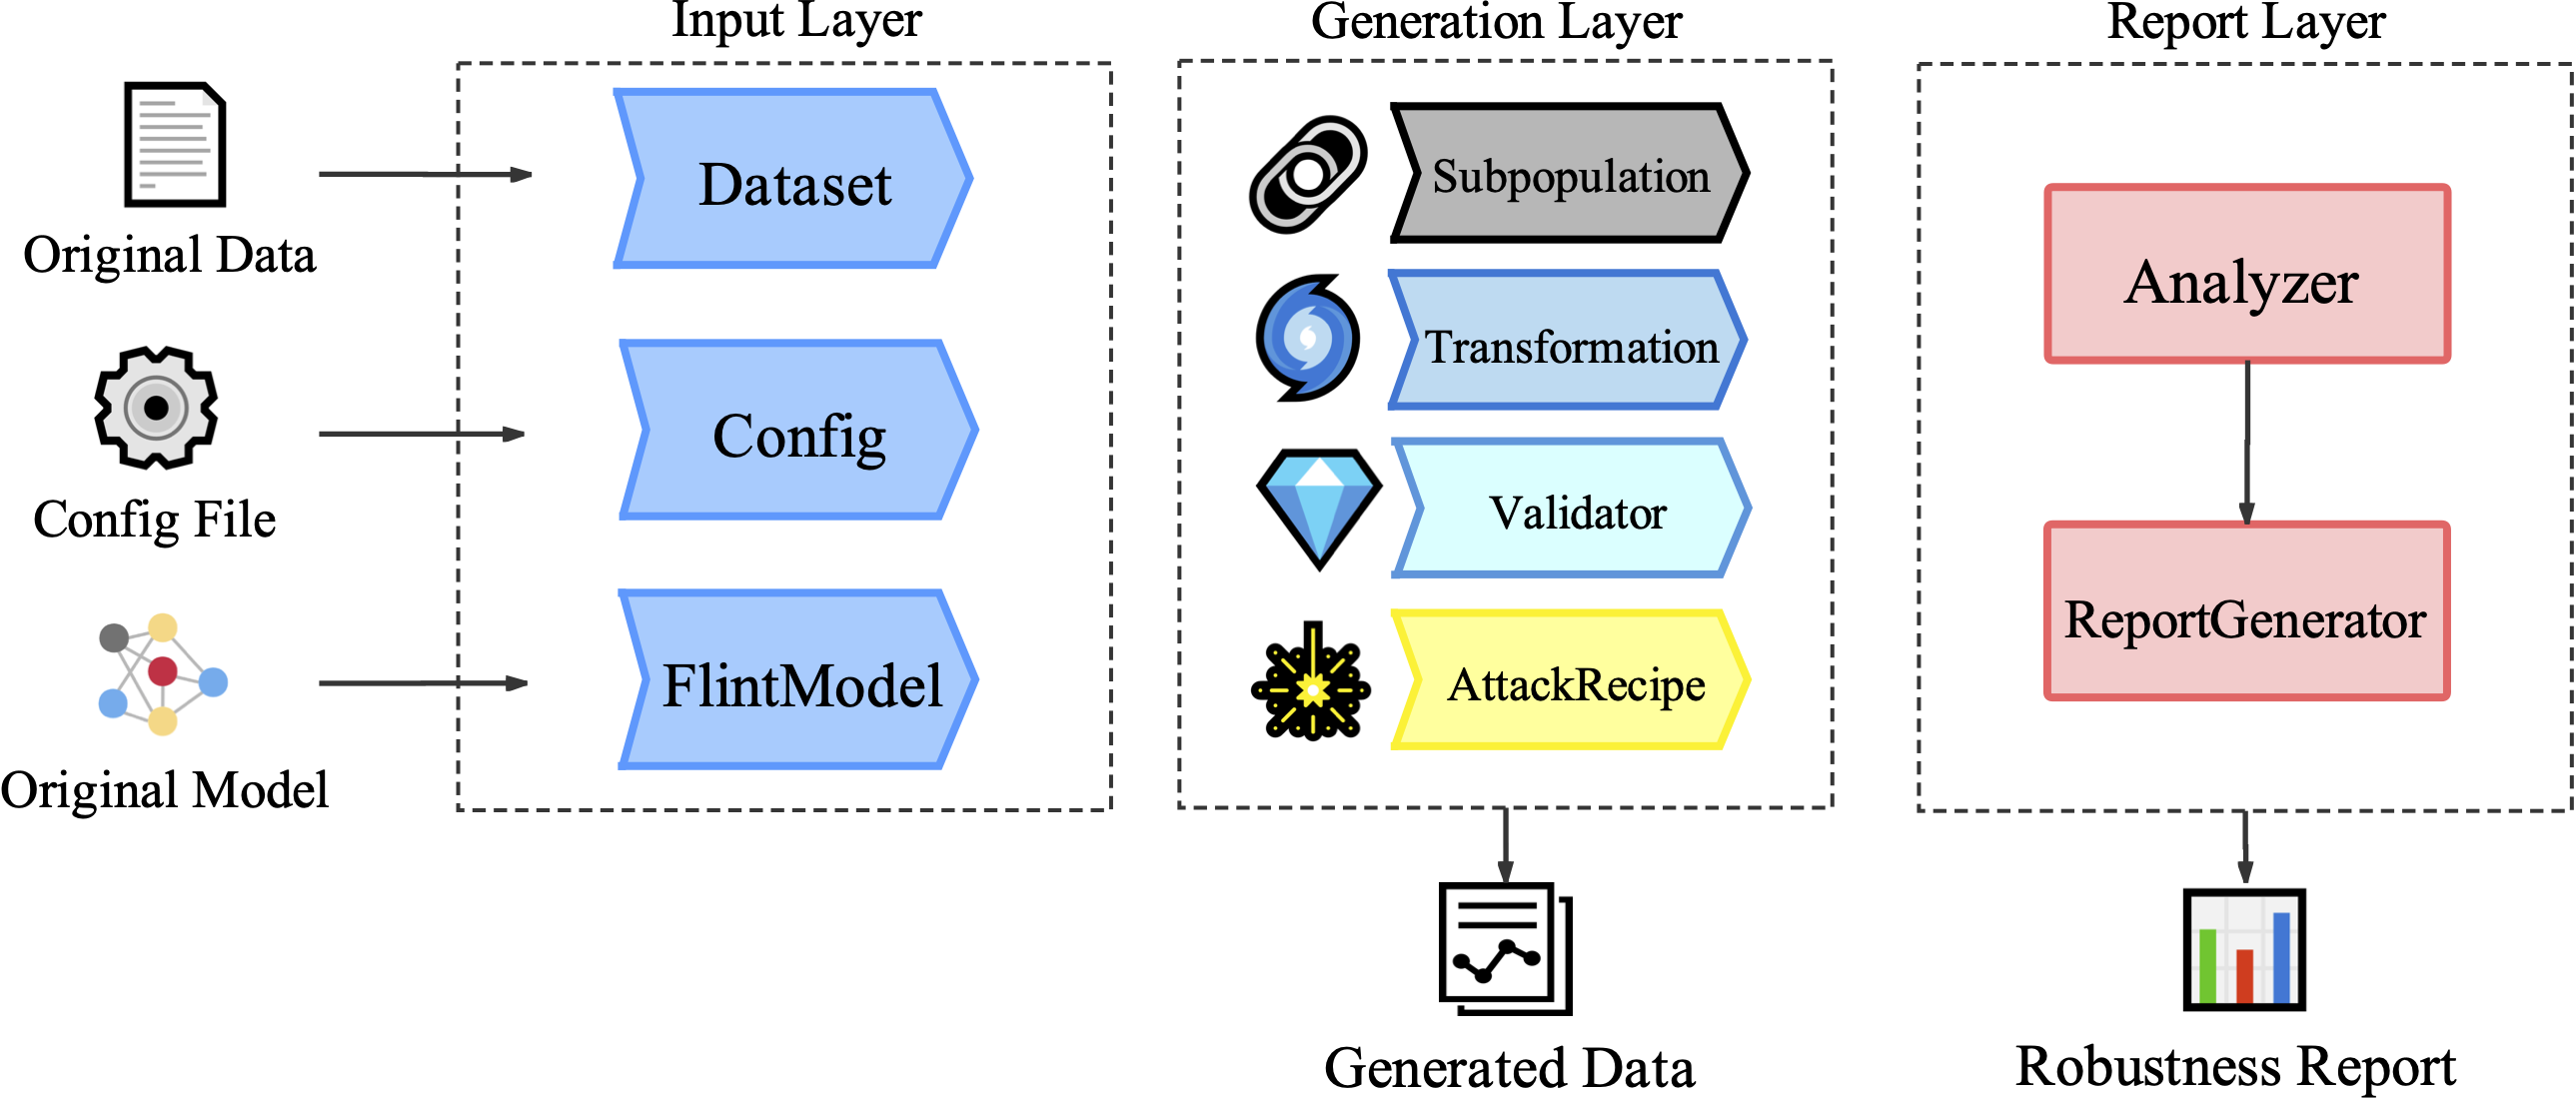 Input Layer
Generation Layer
Report Layer
Original Data
Config File
Original Model
Dataset
Config
FlintModel
Subpopulation
Transformation
Validator
AttackRecipe
Analyzer
ReportGenerator
Generated Data
Robustness Report